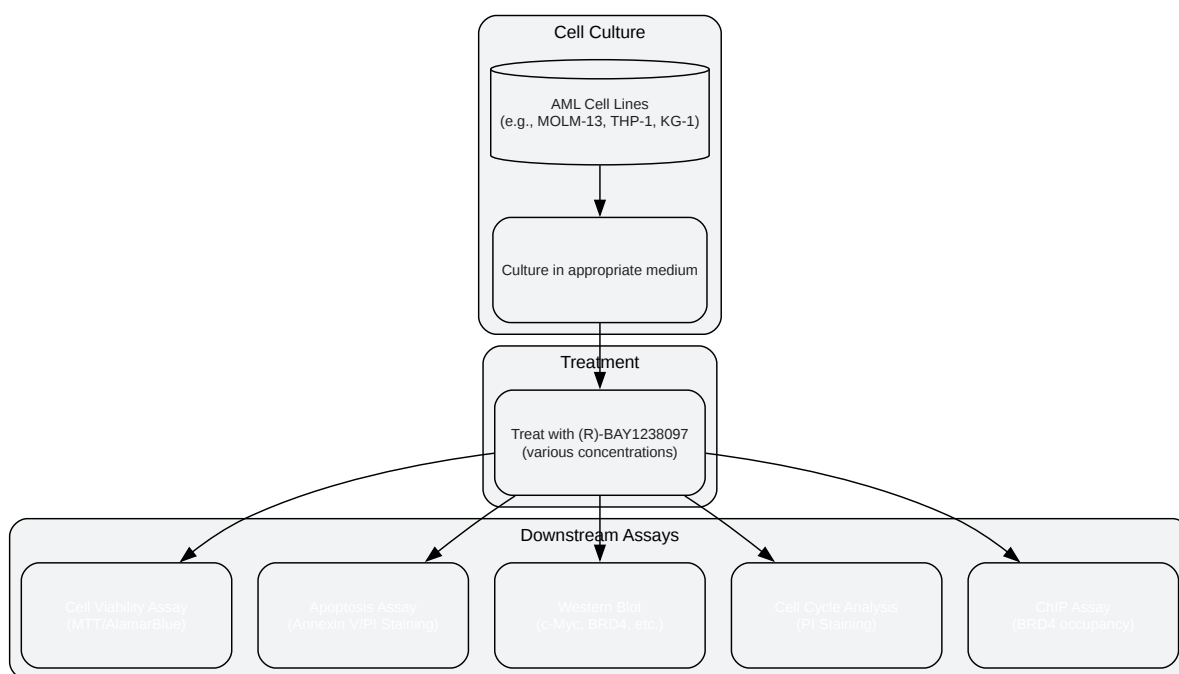 Cell Culture
AML Cell Lines
(e.g., MOLM-13, THP-1, KG-1)
Culture in appropriate medium
Treatment
Treat with (R)-BAY1238097
(various concentrations)
Downstream Assays
Cell Viability Assay
(MTT/AlamarBlue)
Apoptosis Assay
(Annexin V/PI Staining)
Western Blot
(c-Myc, BRD4, etc.)
Cell Cycle Analysis
(PI Staining)
ChIP Assay
(BRD4 occupancy)